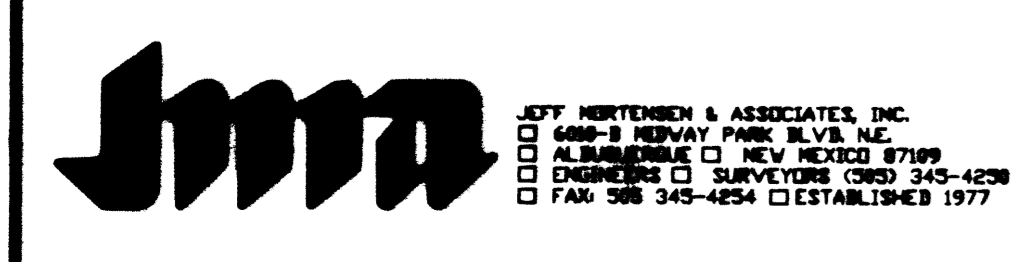 jma
JEFF MORTENSEN & ASSOCIATES, INC.
□ 6010-B MIDWAY PARK BLVD. N.E.
□ ALBUQUERQUE □ NEW MEXICO 87109
□ ENGINEERS □ SURVEYORS (505) 345-4250
□ FAX: 505 345-4254 □ ESTABLISHED 1977